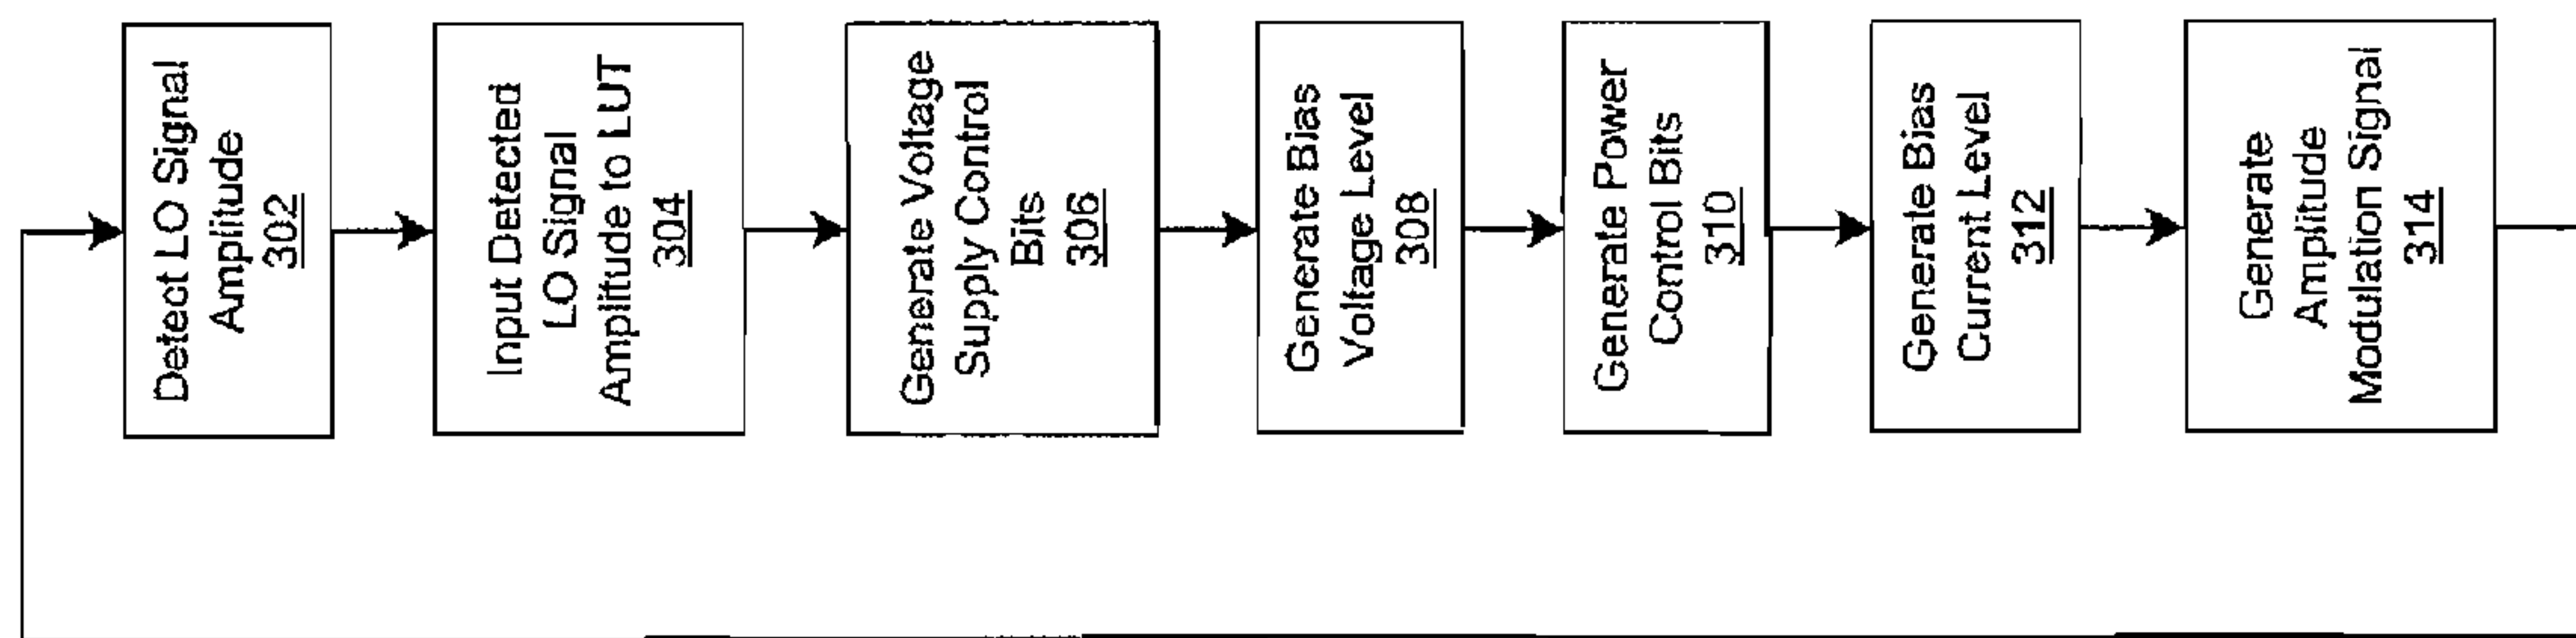 Detect LO Signal
Amplitude
302
Input Detected
LO Signal
Amplitude to LUT
304
Generate Voltage
Supply Control
Bits
306
Generate Bias
Voltage Level
308
Generate Power
Control Bits
310
Generate Bias
Current Level
312
Generate
Amplitude
Modulation Signal
314